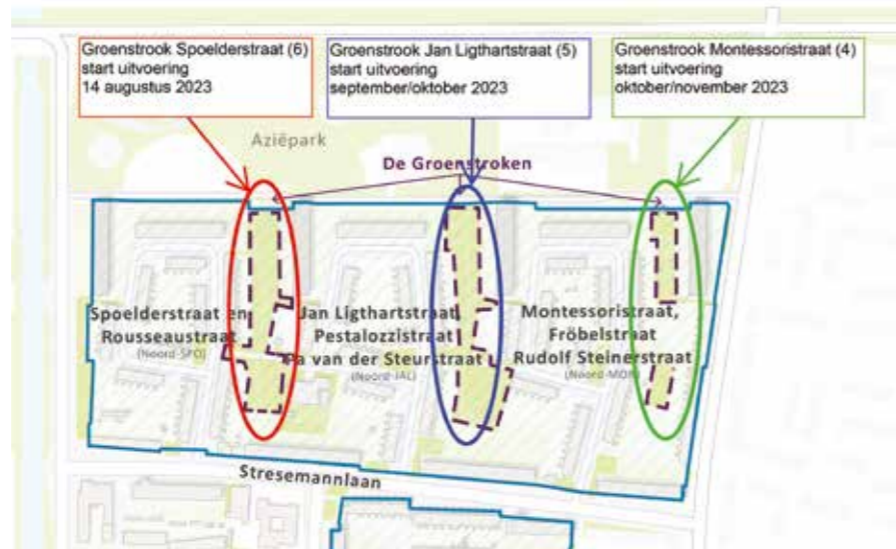 Groenstrook Spoelderstraat (6)
start uitvoering
14 augustus 2023
Groenstrook Jan Ligthartstraat (5)
start uitvoering
september/oktober 2023
Groenstrook Montessoristraat (4)
start uitvoering
oktober/november 2023
Aziëpark
De Groenstroken
Spoelderstraat en
Rousseaustraat
(Noord-SPO)
Jan Ligthartstraat,
Pestalozzistraat
Pa van der Steurstraat
(Noord-JAL)
Montessoristraat,
Fröbelstraat
Rudolf Steinerstraat
(Noord-MON)
Stresemannlaan